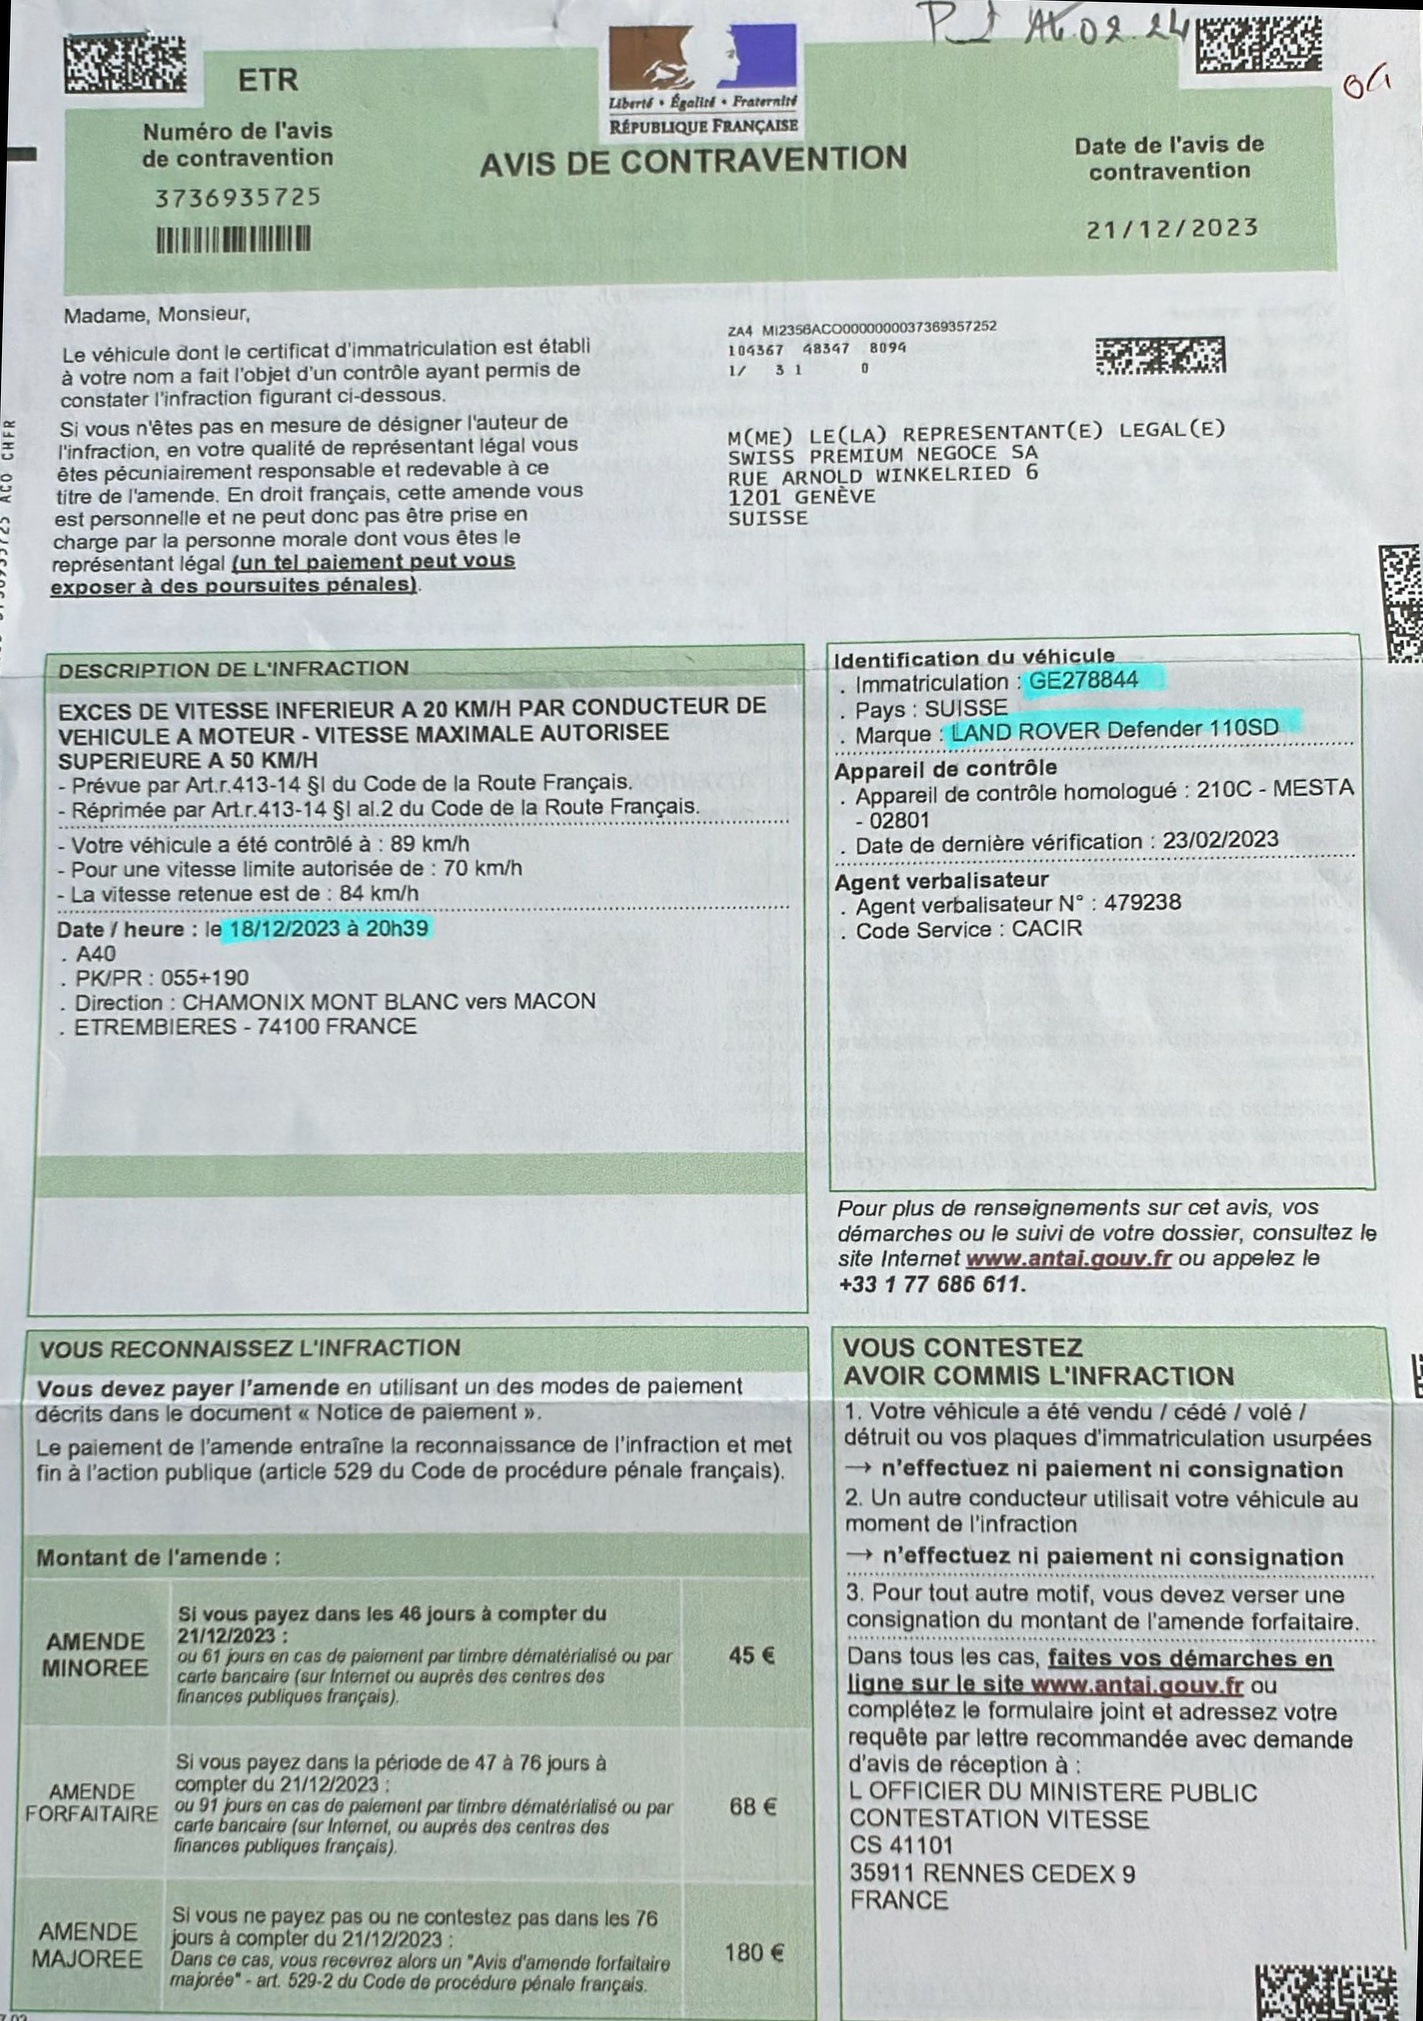 16.02.24
04
ETR
Liberté • Égalité • Fraternité
RÉPUBLIQUE FRANÇAISE
Numéro de l'avis
de contravention
3736935725
AVIS DE CONTRAVENTION
Date de l'avis de
contravention
21/12/2023
Madame, Monsieur,
Le véhicule dont le certificat d'immatriculation est établi
à votre nom a fait l'objet d'un contrôle ayant permis de
constater l'infraction figurant ci-dessous.
Si vous n'êtes pas en mesure de désigner l'auteur de
l'infraction, en votre qualité de représentant légal vous
êtes pécuniairement responsable et redevable à ce
titre de l'amende. En droit français, cette amende vous
est personnelle et ne peut donc pas être prise en
charge par la personne morale dont vous êtes le
représentant légal (un tel paiement peut vous
exposer à des poursuites pénales).
ZA4 MI2356ACO0000000037369357252
104367 48347 8094
1/ 3 1 0
M(ME) LE(LA) REPRESENTANT(E) LEGAL(E)
SWISS PREMIUM NEGOCE SA
RUE ARNOLD WINKELRIED 6
1201 GENÈVE
SUISSE
ACO CHFR
DESCRIPTION DE L'INFRACTION
EXCES DE VITESSE INFERIEUR A 20 KM/H PAR CONDUCTEUR DE
VEHICULE A MOTEUR - VITESSE MAXIMALE AUTORISEE
SUPERIEURE A 50 KM/H
- Prévue par Art.r.413-14 §I du Code de la Route Français.
- Réprimée par Art.r.413-14 §I al.2 du Code de la Route Français.
- Votre véhicule a été contrôlé à : 89 km/h
- Pour une vitesse limite autorisée de : 70 km/h
- La vitesse retenue est de : 84 km/h
Date / heure : le 18/12/2023 à 20h39
. A40
. PK/PR : 055+190
. Direction : CHAMONIX MONT BLANC vers MACON
. ETREMBIERES - 74100 FRANCE
Identification du véhicule
. Immatriculation : GE278844
. Pays : SUISSE
. Marque : LAND ROVER Defender 110SD
Appareil de contrôle
. Appareil de contrôle homologué : 210C - MESTA
- 02801
. Date de dernière vérification : 23/02/2023
Agent verbalisateur
. Agent verbalisateur N° : 479238
. Code Service : CACIR
Pour plus de renseignements sur cet avis, vos
démarches ou le suivi de votre dossier, consultez le
site Internet www.antai.gouv.fr ou appelez le
+33 1 77 686 611.
VOUS RECONNAISSEZ L'INFRACTION
Vous devez payer l'amende en utilisant un des modes de paiement
décrits dans le document « Notice de paiement ».
Le paiement de l'amende entraîne la reconnaissance de l'infraction et met
fin à l'action publique (article 529 du Code de procédure pénale français).
Montant de l'amende :
AMENDE
MINOREE
Si vous payez dans les 46 jours à compter du
21/12/2023 :
ou 61 jours en cas de paiement par timbre dématérialisé ou par
carte bancaire (sur Internet ou auprès des centres des
finances publiques français).
45 €
AMENDE
FORFAITAIRE
Si vous payez dans la période de 47 à 76 jours à
compter du 21/12/2023 :
ou 91 jours en cas de paiement par timbre dématérialisé ou par
carte bancaire (sur Internet, ou auprès des centres des
finances publiques français).
68 €
AMENDE
MAJOREE
Si vous ne payez pas ou ne contestez pas dans les 76
jours à compter du 21/12/2023 :
Dans ce cas, vous recevrez alors un "Avis d'amende forfaitaire
majorée" - art. 529-2 du Code de procédure pénale français.
180 €
VOUS CONTESTEZ
AVOIR COMMIS L'INFRACTION
1. Votre véhicule a été vendu / cédé / volé /
détruit ou vos plaques d'immatriculation usurpées
→ n'effectuez ni paiement ni consignation
2. Un autre conducteur utilisait votre véhicule au
moment de l'infraction
→ n'effectuez ni paiement ni consignation
3. Pour tout autre motif, vous devez verser une
consignation du montant de l'amende forfaitaire.
Dans tous les cas, faites vos démarches en
ligne sur le site www.antai.gouv.fr ou
complétez le formulaire joint et adressez votre
requête par lettre recommandée avec demande
d'avis de réception à :
L OFFICIER DU MINISTERE PUBLIC
CONTESTATION VITESSE
CS 41101
35911 RENNES CEDEX 9
FRANCE